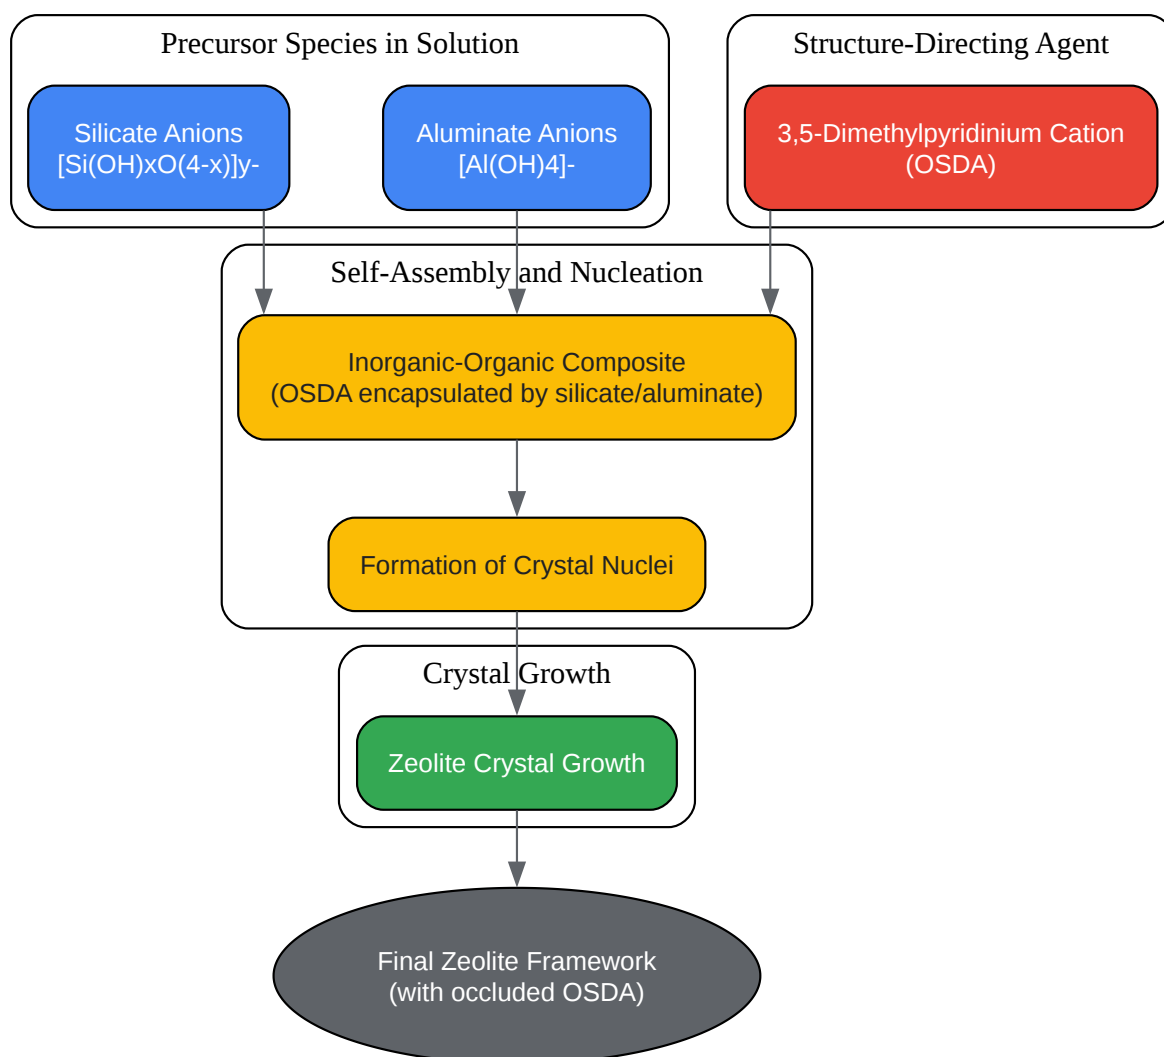 Precursor Species in Solution
Structure-Directing Agent
Silicate Anions
[Si(OH)xO(4-x)]y-
Aluminate Anions
[Al(OH)4]-
3,5-Dimethylpyridinium Cation
(OSDA)
Self-Assembly and Nucleation
Inorganic-Organic Composite
(OSDA encapsulated by silicate/aluminate)
Formation of Crystal Nuclei
Crystal Growth
Zeolite Crystal Growth
Final Zeolite Framework
(with occluded OSDA)